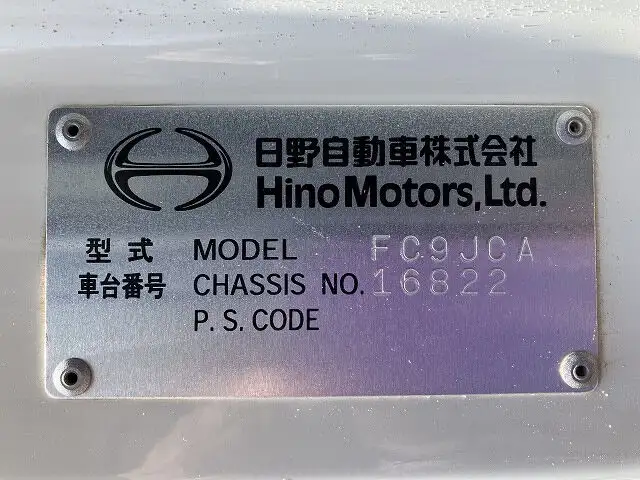 日野自動車株式会社
Hino Motors, Ltd.
型式 MODEL FC9JCA
車台番号 CHASSIS NO. 16822
P. S. CODE